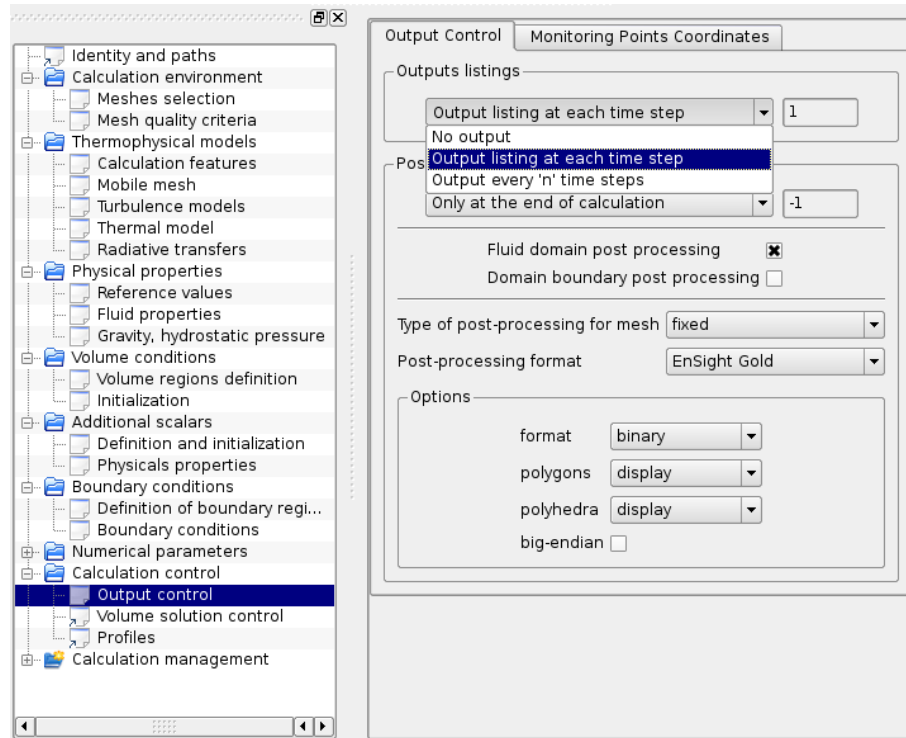 Identity and paths
Calculation environment
Meshes selection
Mesh quality criteria
Thermophysical models
Calculation features
Mobile mesh
Turbulence models
Thermal model
Radiative transfers
Physical properties
Reference values
Fluid properties
Gravity, hydrostatic pressure
Volume conditions
Volume regions definition
Initialization
Additional scalars
Definition and initialization
Physicals properties
Boundary conditions
Definition of boundary regi...
Boundary conditions
Numerical parameters
Calculation control
Output control
Volume solution control
Profiles
Calculation management
Output Control Monitoring Points Coordinates
Outputs listings
Output listing at each time step 1
No output
Output listing at each time step
Output every 'n' time steps
Pos
Only at the end of calculation -1
Fluid domain post processing
Domain boundary post processing
Type of post-processing for mesh fixed
Post-processing format EnSight Gold
Options
format binary
polygons display
polyhedra display
big-endian